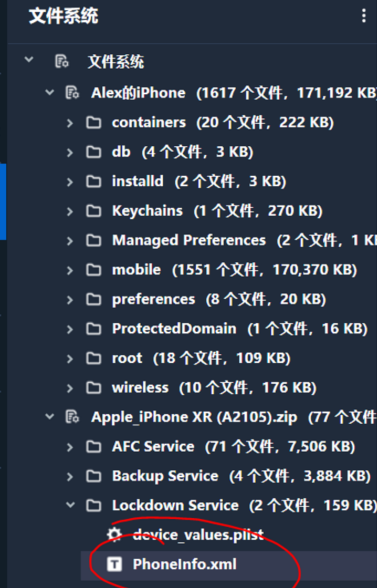 文件系统
文件系统
Alex的iPhone (1617 个文件, 171,192 KB)
containers (20 个文件, 222 KB)
db (4 个文件, 3 KB)
installd (2 个文件, 3 KB)
Keychains (1 个文件, 270 KB)
Managed Preferences (2 个文件, 1 KB
mobile (1551 个文件, 170,370 KB)
preferences (8 个文件, 20 KB)
ProtectedDomain (1 个文件, 16 KB)
root (18 个文件, 109 KB)
wireless (10 个文件, 176 KB)
Apple_iPhone XR (A2105).zip (77 个文件
AFC Service (71 个文件, 7,506 KB)
Backup Service (4 个文件, 3,884 KB)
Lockdown Service (2 个文件, 159 KB)
device_values.plist
PhoneInfo.xml